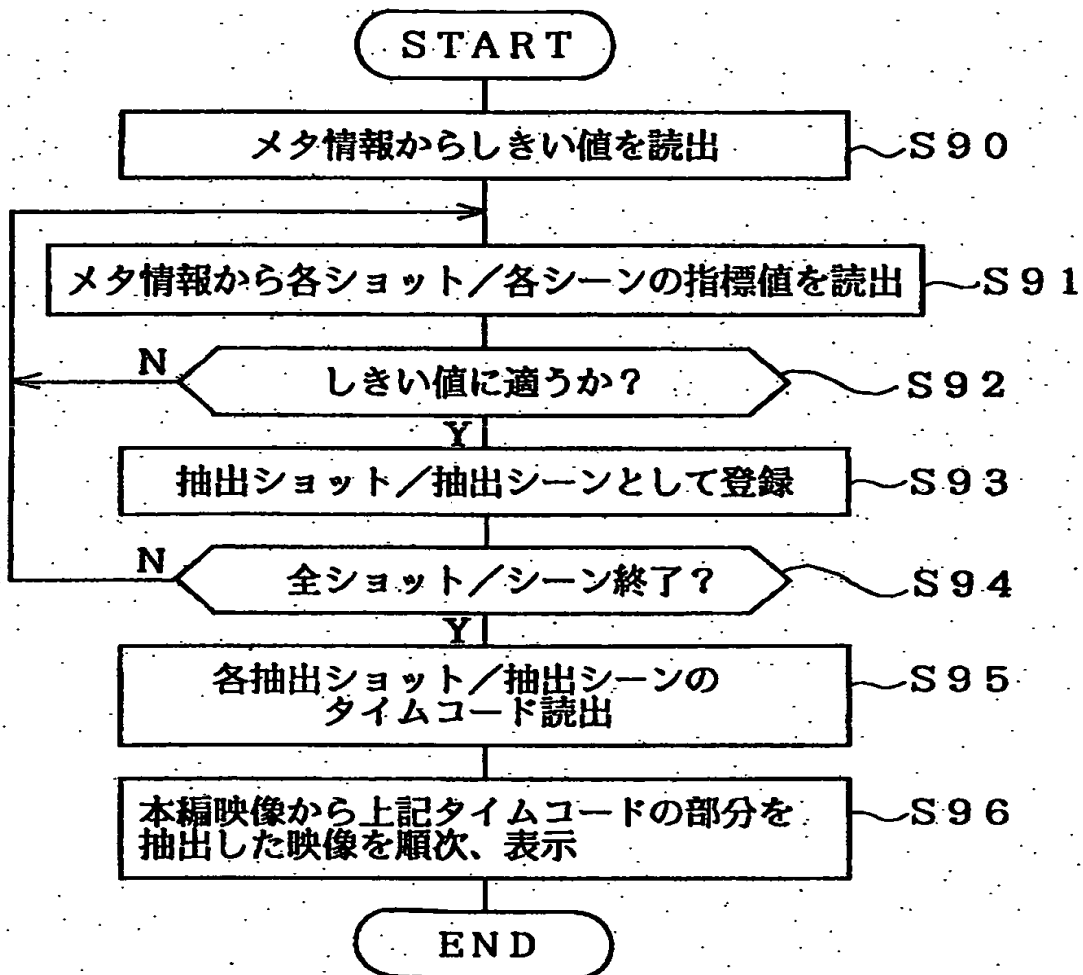 START
メタ情報からしきい値を読出 S90
メタ情報から各ショット／各シーンの指標値を読出 S91
N しきい値に適うか？ S92
Y
抽出ショット／抽出シーンとして登録 S93
N 全ショット／シーン終了？ S94
Y
各抽出ショット／抽出シーンの S95
タイムコード読出
本編映像から上記タイムコードの部分を S96
抽出した映像を順次、表示
END